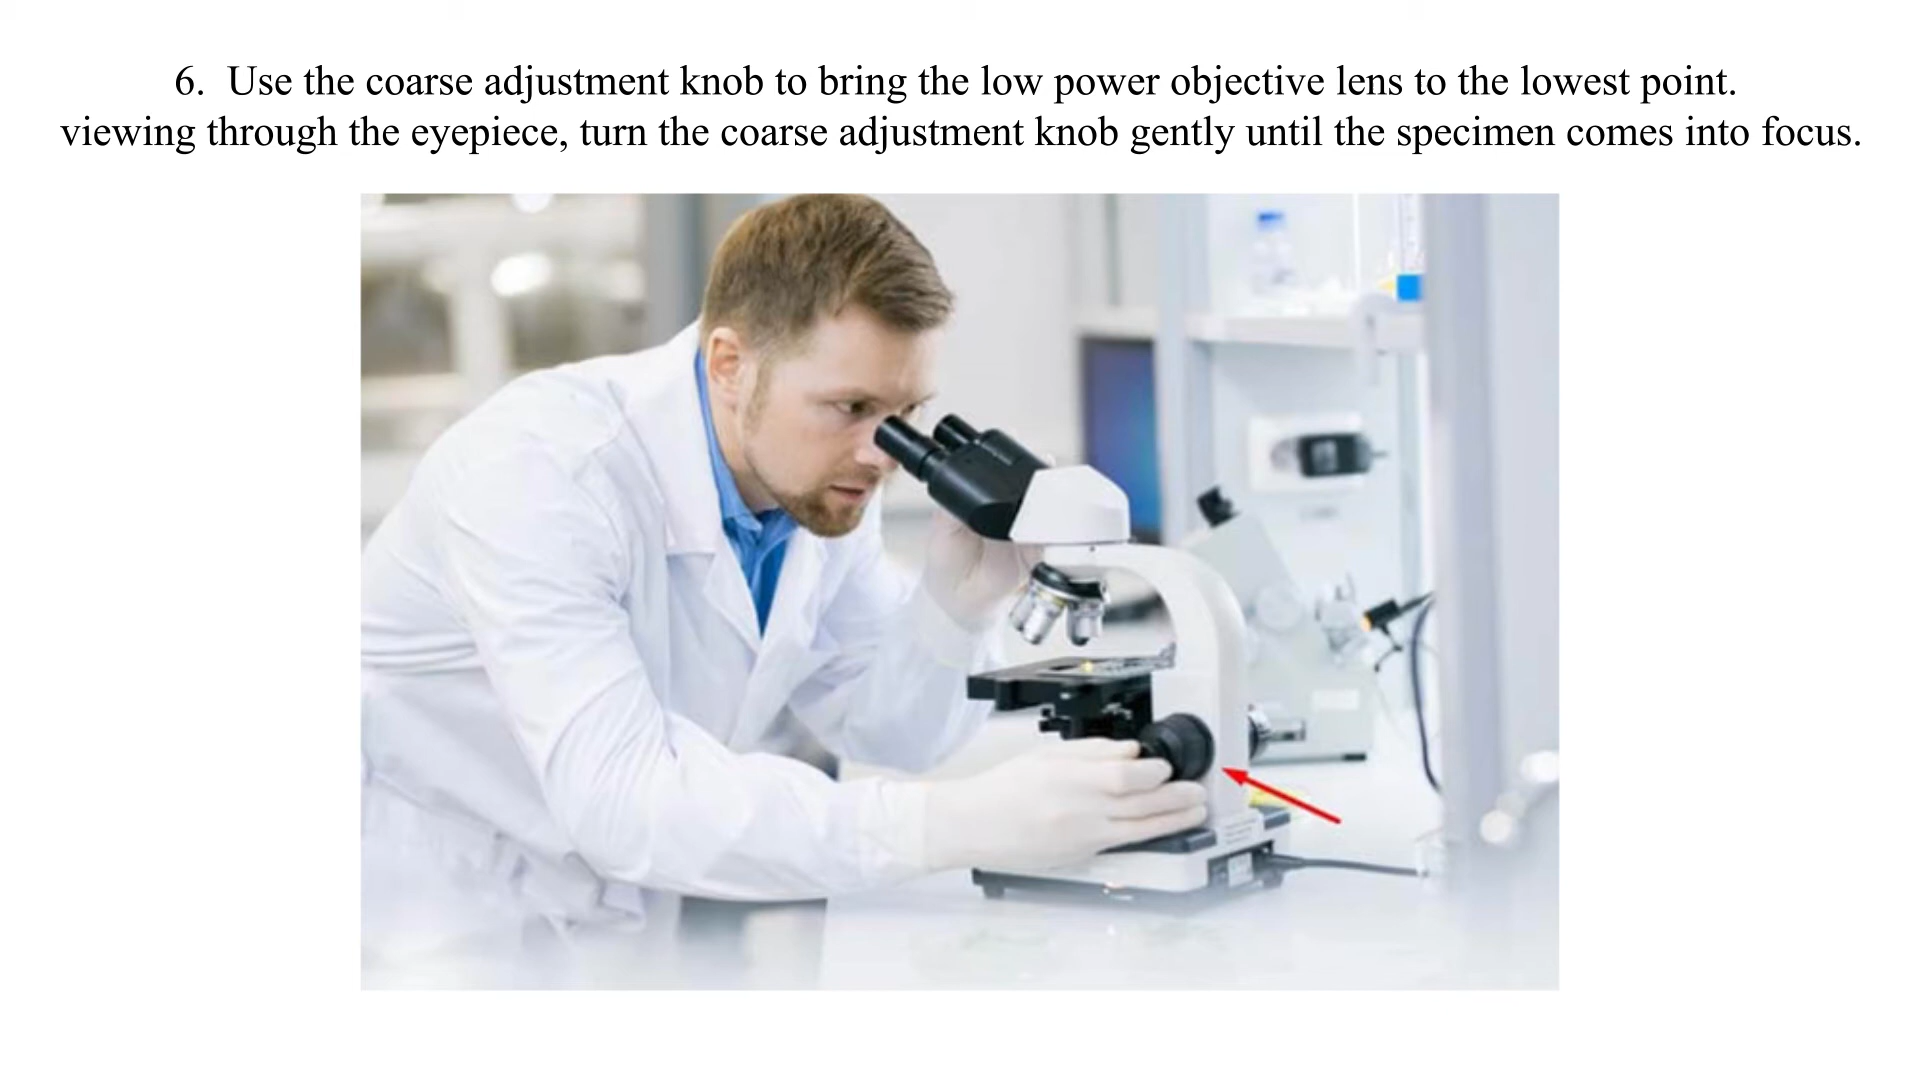 6.  Use the coarse adjustment knob to bring the low power objective lens to the lowest point.
viewing through the eyepiece, turn the coarse adjustment knob gently until the specimen comes into focus.